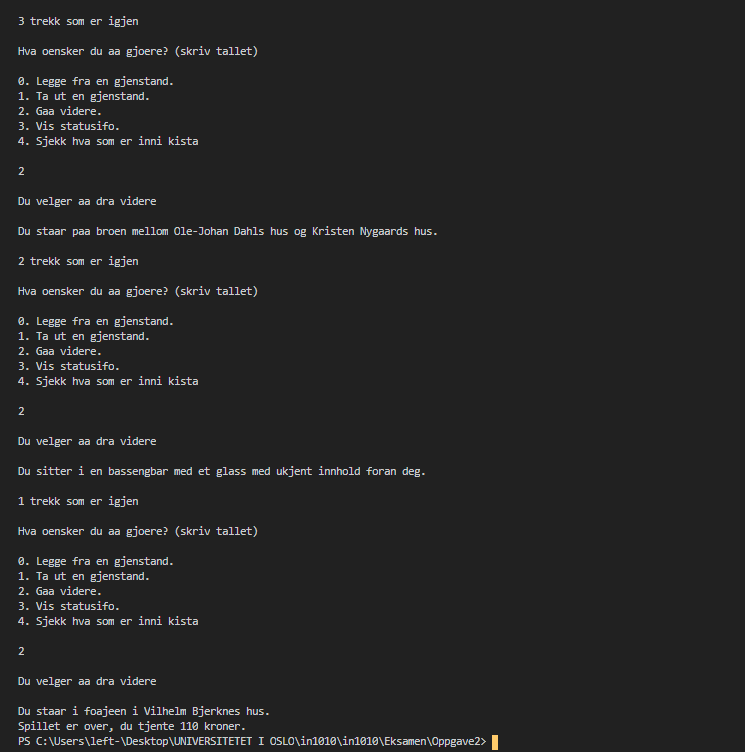 3 trekk som er igjen
Hva oensker du aa gjoere? (skriv tallet)
0. Legge fra en gjenstand.
1. Ta ut en gjenstand.
2. Gaa videre.
3. Vis statusifo.
4. Sjekk hva som er inni kista
2
Du velger aa dra videre
Du staar paa broen mellom Ole-Johan Dahls hus og Kristen Nygaards hus.
2 trekk som er igjen
Hva oensker du aa gjoere? (skriv tallet)
0. Legge fra en gjenstand.
1. Ta ut en gjenstand.
2. Gaa videre.
3. Vis statusifo.
4. Sjekk hva som er inni kista
2
Du velger aa dra videre
Du sitter i en bassengbar med et glass med ukjent innhold foran deg.
1 trekk som er igjen
Hva oensker du aa gjoere? (skriv tallet)
0. Legge fra en gjenstand.
1. Ta ut en gjenstand.
2. Gaa videre.
3. Vis statusifo.
4. Sjekk hva som er inni kista
2
Du velger aa dra videre
Du staar i foajeen i Vilhelm Bjerknes hus.
Spillet er over, du tjente 110 kroner.
PS C:\Users\left-\Desktop\UNIVERSITETET I OSLO\in1010\in1010\Eksamen\Oppgave2>